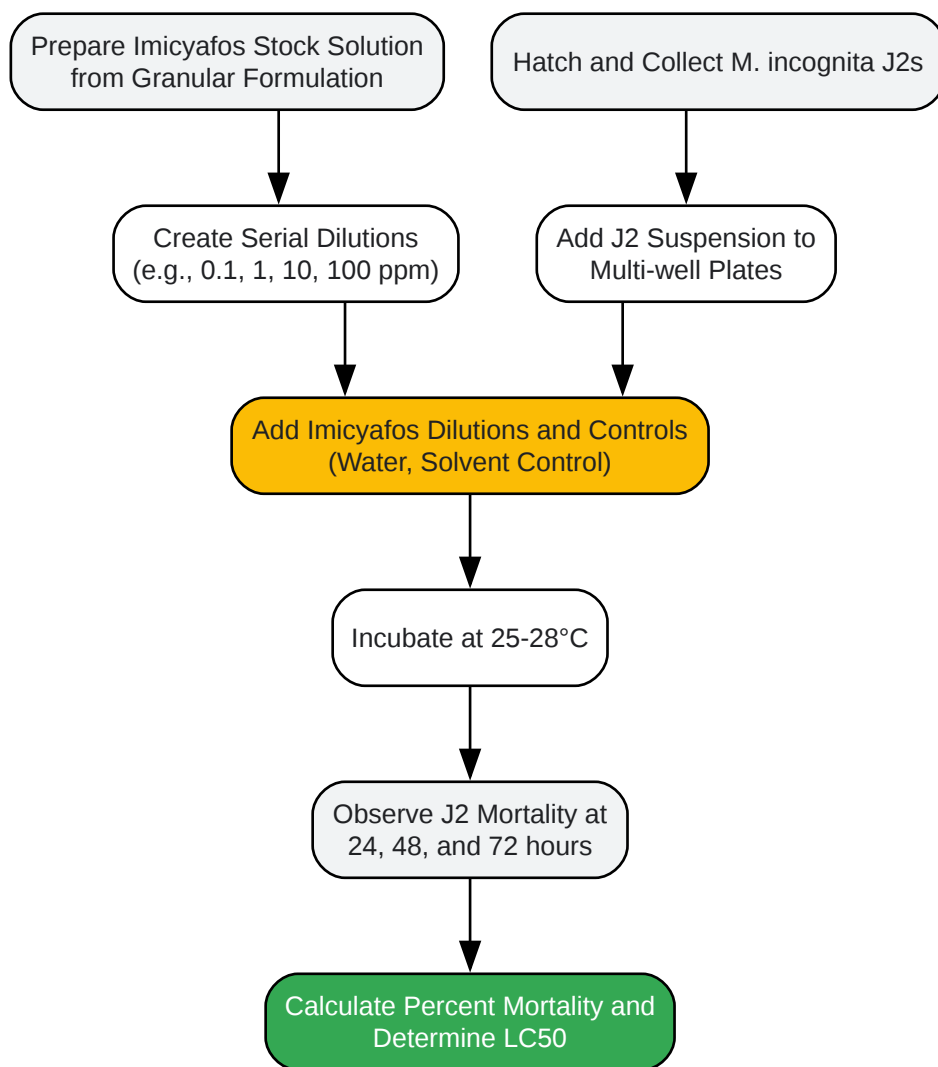 Prepare Imicyafos Stock Solution
from Granular Formulation
Hatch and Collect M. incognita J2s
Create Serial Dilutions
(e.g., 0.1, 1, 10, 100 ppm)
Add J2 Suspension to
Multi-well Plates
Add Imicyafos Dilutions and Controls
(Water, Solvent Control)
Incubate at 25-28°C
Observe J2 Mortality at
24, 48, and 72 hours
Calculate Percent Mortality and
Determine LC50